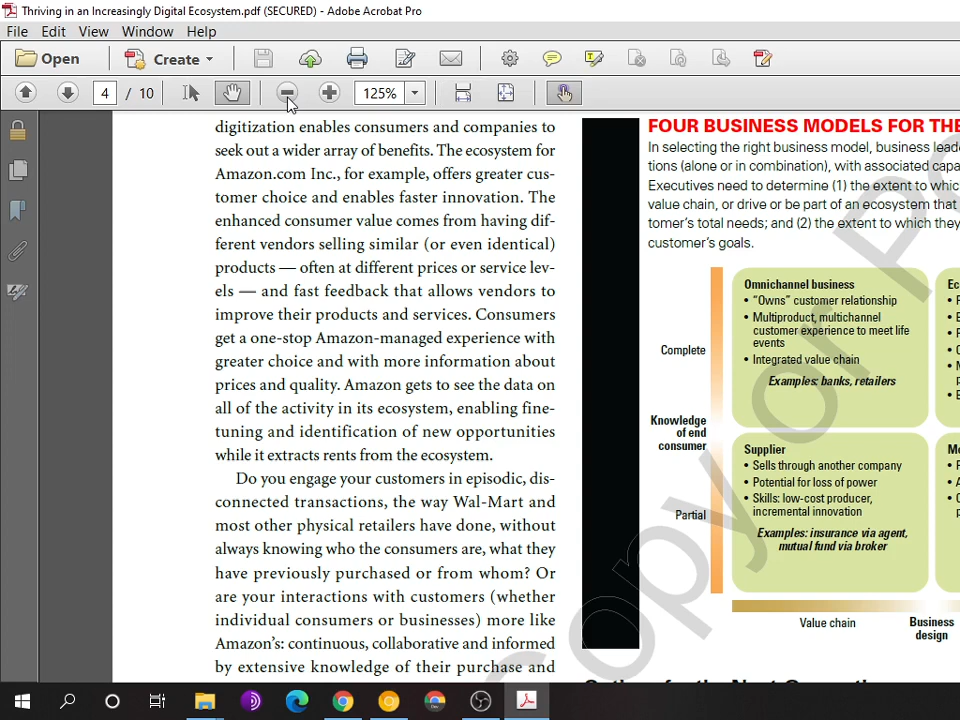 Thriving in an Increasingly Digital Ecosystem.pdf (SECURED) - Adobe Acrobat Pro
File Edit View Window Help
Open Create
4 / 10 125%
digitization enables consumers and companies to
seek out a wider array of benefits. The ecosystem for
Amazon.com Inc., for example, offers greater cus-
tomer choice and enables faster innovation. The
enhanced consumer value comes from having dif-
ferent vendors selling similar (or even identical)
products — often at different prices or service lev-
els — and fast feedback that allows vendors to
improve their products and services. Consumers
get a one-stop Amazon-managed experience with
greater choice and with more information about
prices and quality. Amazon gets to see the data on
all of the activity in its ecosystem, enabling fine-
tuning and identification of new opportunities
while it extracts rents from the ecosystem.
Do you engage your customers in episodic, dis-
connected transactions, the way Wal-Mart and
most other physical retailers have done, without
always knowing who the consumers are, what they
have previously purchased or from whom? Or
are your interactions with customers (whether
individual consumers or businesses) more like
Amazon's: continuous, collaborative and informed
by extensive knowledge of their purchase and
FOUR BUSINESS MODELS FOR THE
In selecting the right business model, business lead
tions (alone or in combination), with associated capa
Executives need to determine (1) the extent to whic
value chain, or drive or be part of an ecosystem that
tomer's total needs; and (2) the extent to which they
customer's goals.
Complete
Knowledge
of end
consumer
Partial
Omnichannel business
• "Owns" customer relationship
• Multiproduct, multichannel
customer experience to meet life
events
• Integrated value chain
Examples: banks, retailers
Supplier
• Sells through another company
• Potential for loss of power
• Skills: low-cost producer,
incremental innovation
Examples: insurance via agent,
mutual fund via broker
Value chain
Business
design
Copy or Po